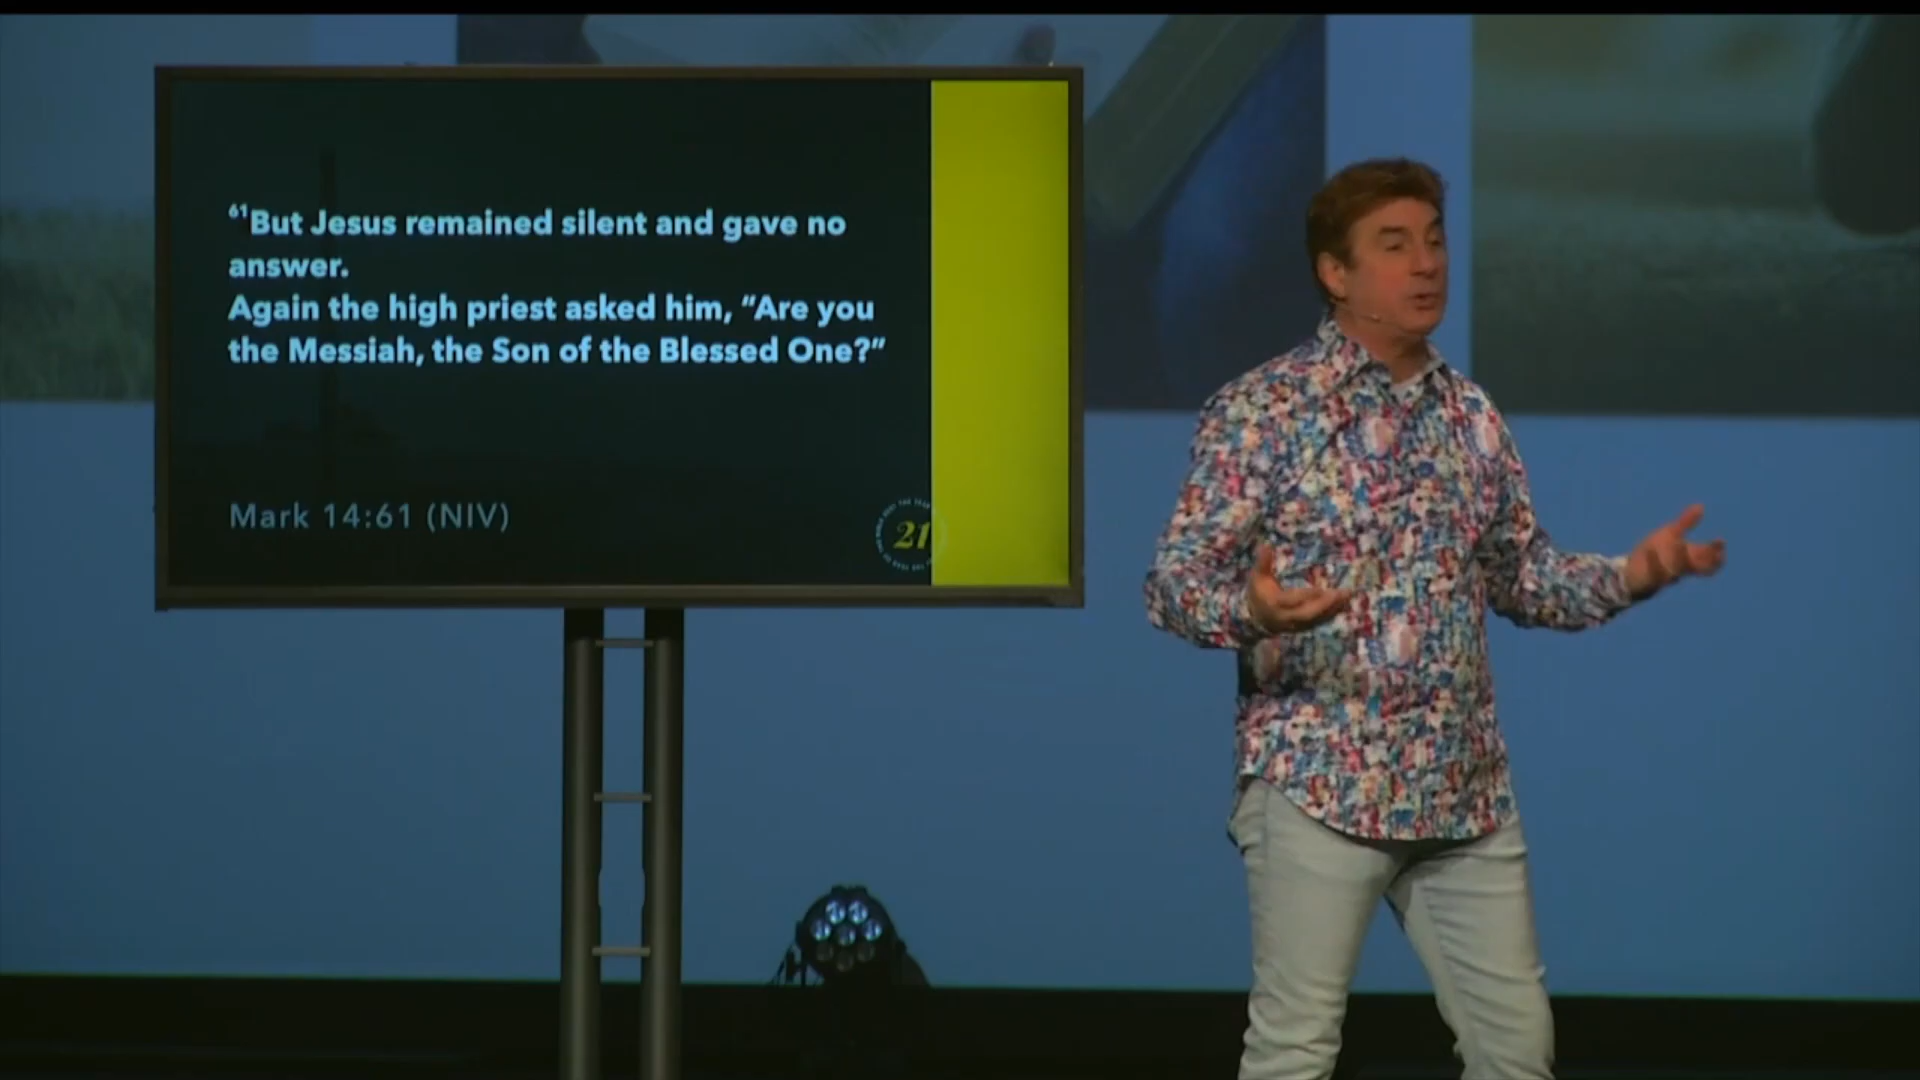 ⁶¹But Jesus remained silent and gave no
answer.
Again the high priest asked him, “Are you
the Messiah, the Son of the Blessed One?”
Mark 14:61 (NIV)
21